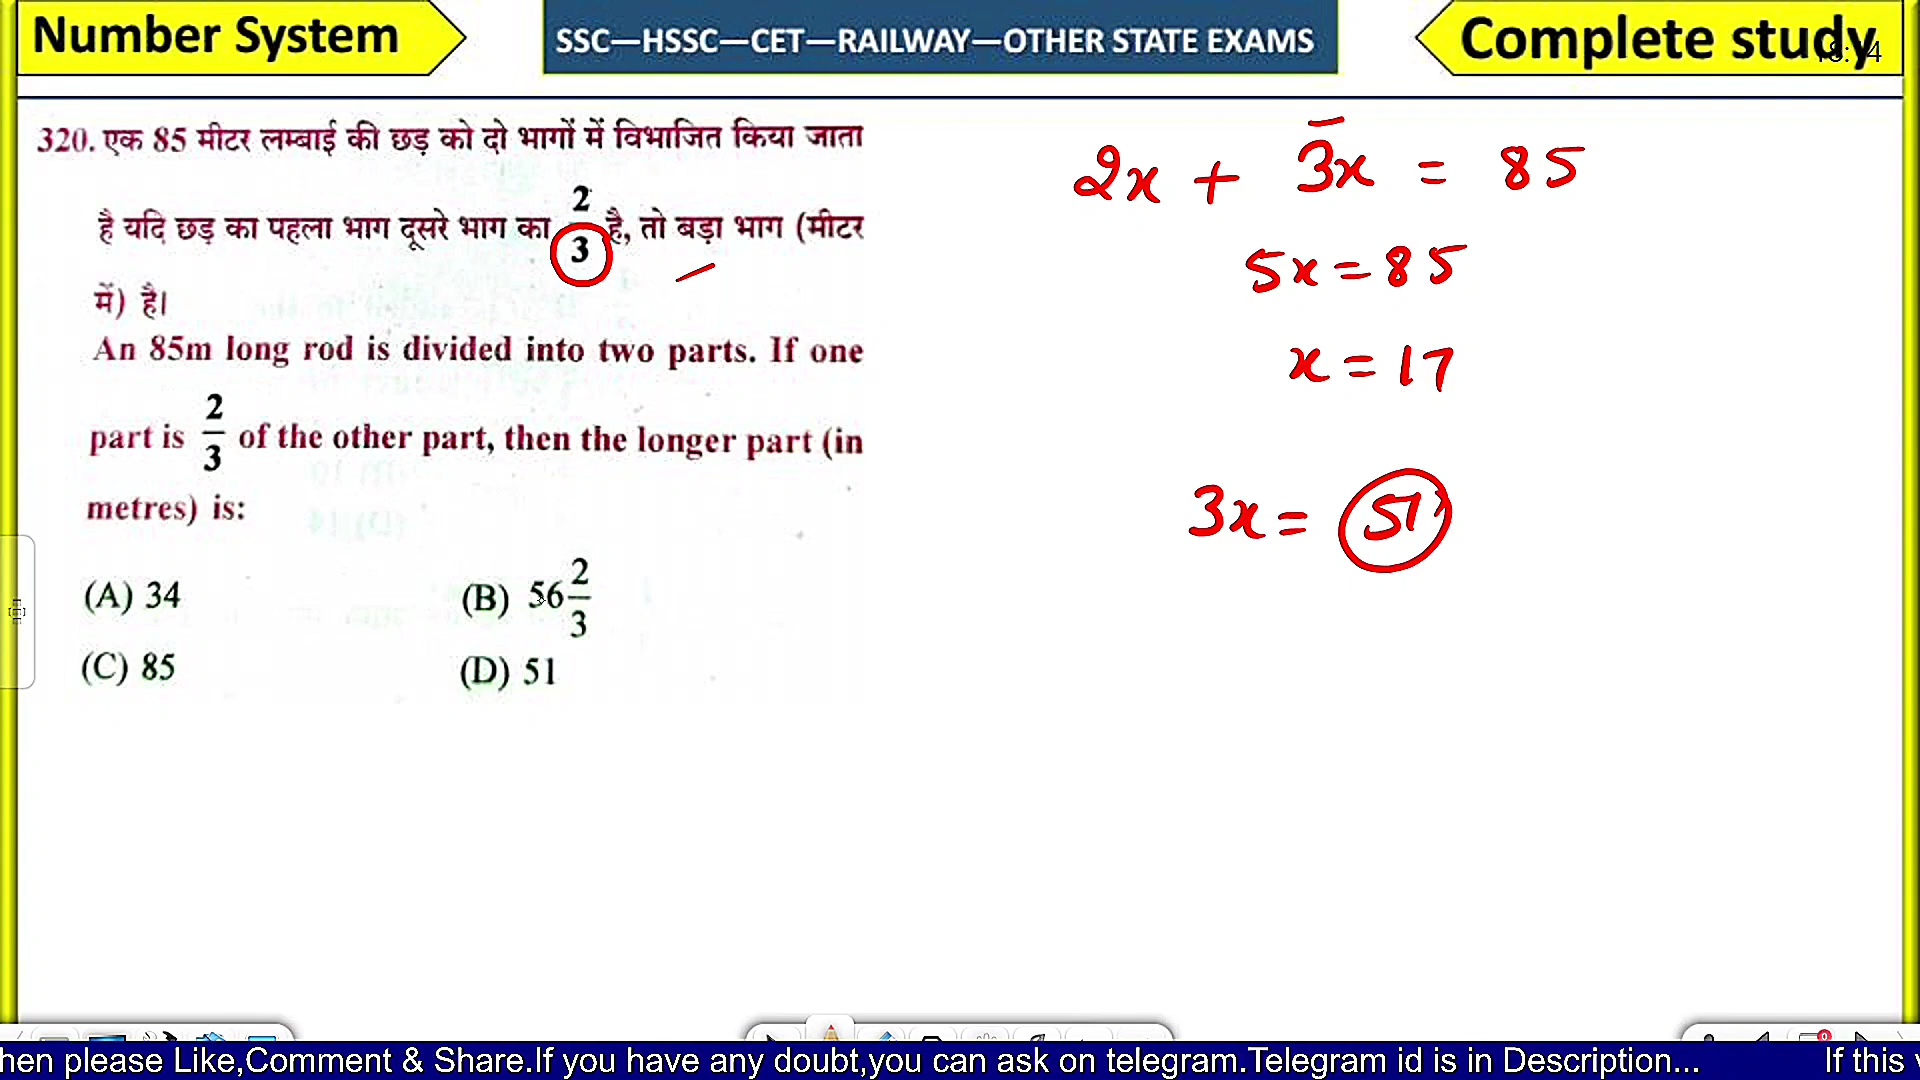 Number System
SSC—HSSC—CET—RAILWAY—OTHER STATE EXAMS
Complete study
320. एक 85 मीटर लम्बाई की छड़ को दो भागों में विभाजित किया जाता
है यदि छड़ का पहला भाग दूसरे भाग का 2/3 है, तो बड़ा भाग (मीटर
में) है।
An 85m long rod is divided into two parts. If one
part is 2/3 of the other part, then the longer part (in
metres) is:
(A) 34 (B) 56 2/3
(C) 85 (D) 51
2x + 3x = 85
5x = 85
x = 17
3x = 51
hen please Like,Comment & Share.If you have any doubt,you can ask on telegram.Telegram id is in Description... If this